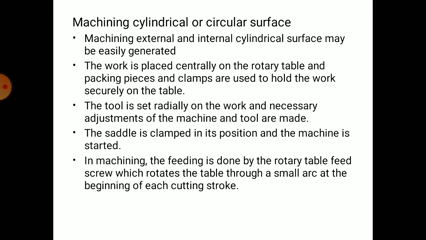 Machining cylindrical or circular surface
• Machining external and internal cylindrical surface may
be easily generated
• The work is placed centrally on the rotary table and
packing pieces and clamps are used to hold the work
securely on the table.
• The tool is set radially on the work and necessary
adjustments of the machine and tool are made.
• The saddle is clamped in its position and the machine is
started.
• In machining, the feeding is done by the rotary table feed
screw which rotates the table through a small arc at the
beginning of each cutting stroke.